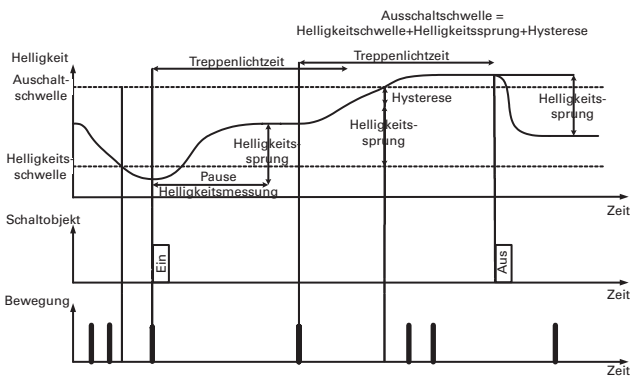 Ausschaltschwelle =
Helligkeitschwelle+Helligkeitssprung+Hysterese
Helligkeit
Treppenlichtzeit
Treppenlichtzeit
Auschalt-
schwelle
Hysterese
Helligkeits-
sprung
Helligkeits-
sprung
Helligkeits-
sprung
Helligkeits-
schwelle
Pause
Helligkeitsmessung
Zeit
Schaltobjekt
Ein
Aus
Zeit
Bewegung
Zeit